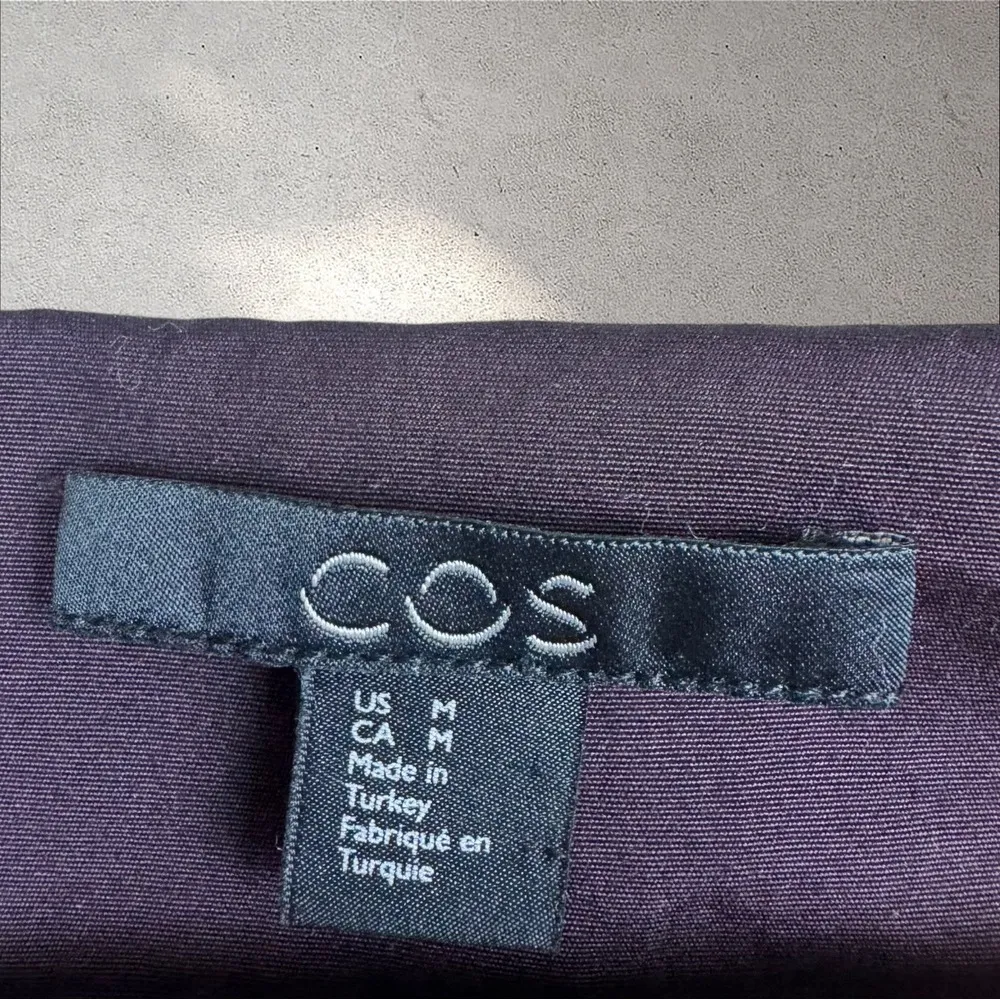 COS
US M
CA M
Made in
Turkey
Fabriqué en
Turquie